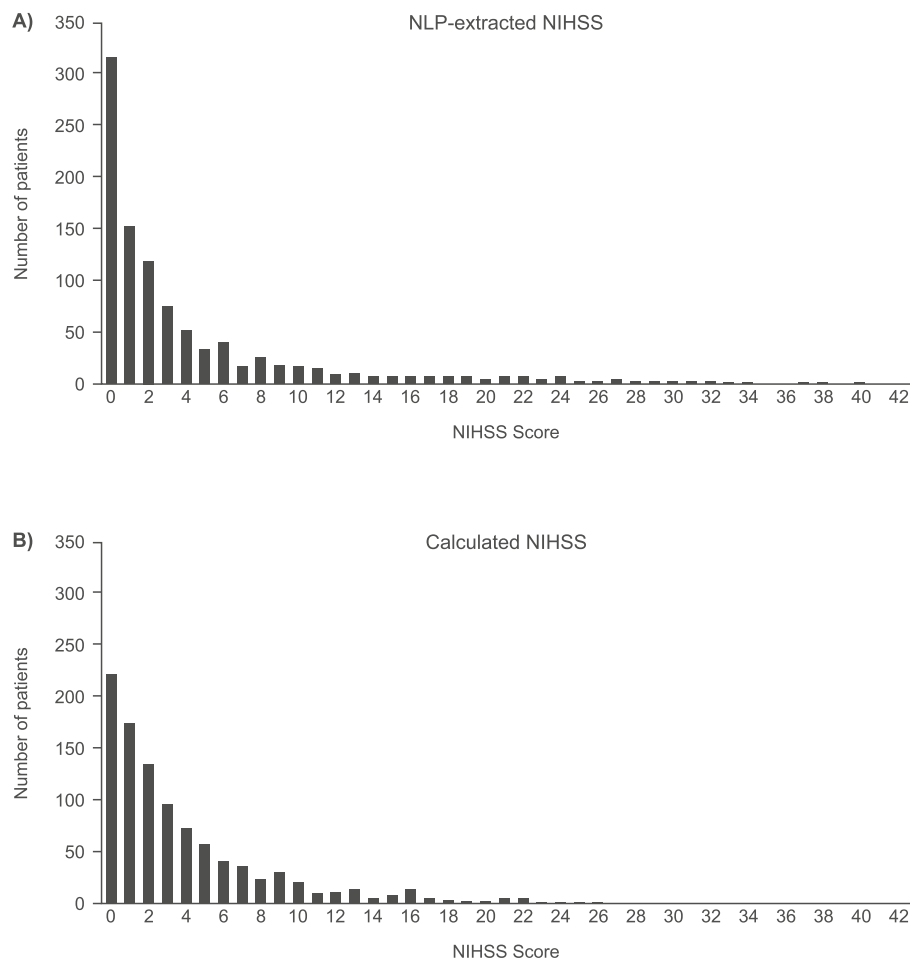 A) NLP-extracted NIHSS
350
300
250
200
150
100
50
0
Number of patients
0 2 4 6 8 10 12 14 16 18 20 22 24 26 28 30 32 34 36 38 40 42
NIHSS Score
B) Calculated NIHSS
350
300
250
200
150
100
50
0
Number of patients
0 2 4 6 8 10 12 14 16 18 20 22 24 26 28 30 32 34 36 38 40 42
NIHSS Score